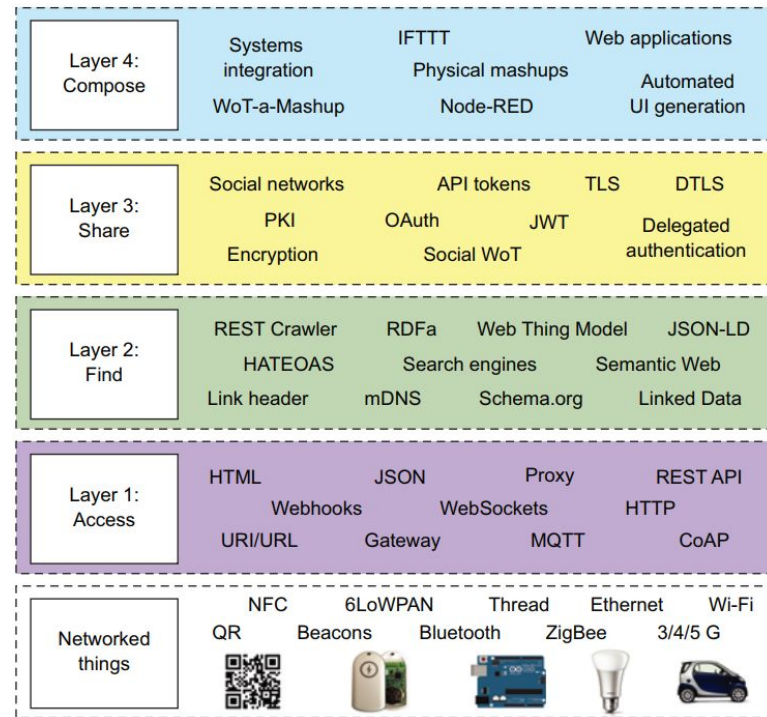 Layer 4:
Compose
Systems
integration
IFTTT
Web applications
Physical mashups
Automated
UI generation
WoT-a-Mashup
Node-RED
Layer 3:
Share
Social networks
API tokens
TLS
DTLS
PKI
OAuth
JWT
Delegated
authentication
Encryption
Social WoT
Layer 2:
Find
REST Crawler
RDFa
Web Thing Model
JSON-LD
HATEOAS
Search engines
Semantic Web
Link header
mDNS
Schema.org
Linked Data
Layer 1:
Access
HTML
JSON
Proxy
REST API
Webhooks
WebSockets
HTTP
URI/URL
Gateway
MQTT
CoAP
Networked
things
NFC
6LoWPAN
Thread
Ethernet
Wi-Fi
QR
Beacons
Bluetooth
ZigBee
3/4/5 G